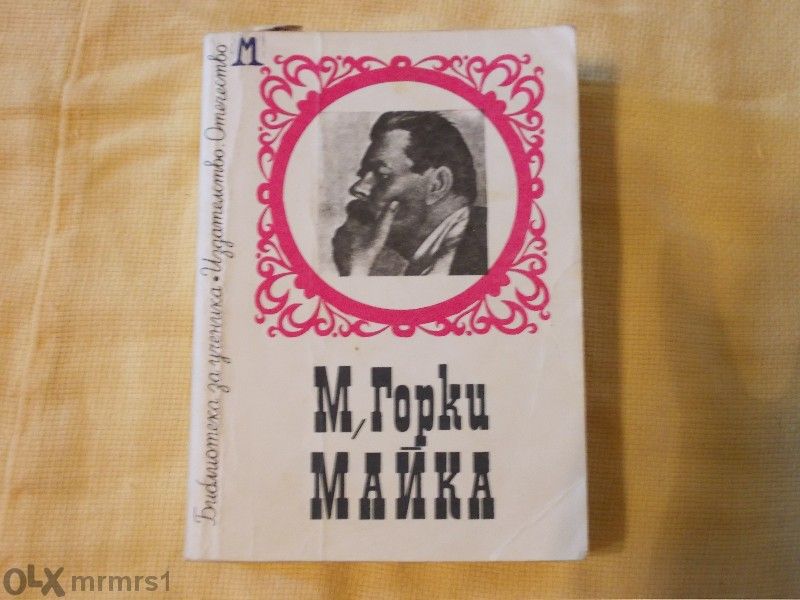 М
Библиотека за ученика • Издателство „Отечество
М. Горки
МАЙКА
OLX mrmrs1